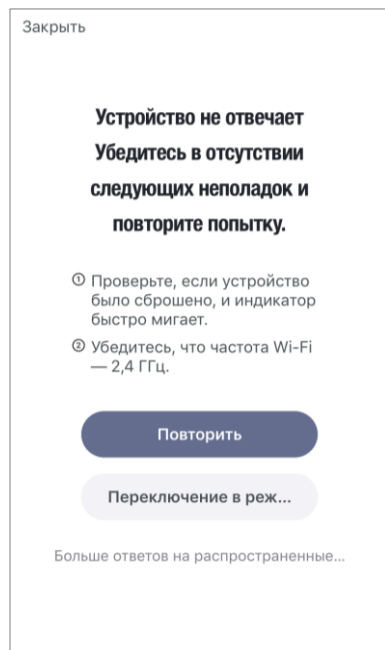 Закрыть
Устройство не отвечает
Убедитесь в отсутствии
следующих неполадок и
повторите попытку.
① Проверьте, если устройство
было сброшено, и индикатор
быстро мигает.
② Убедитесь, что частота Wi-Fi
— 2,4 ГГц.
Повторить
Переключение в реж...
Больше ответов на распространенные...